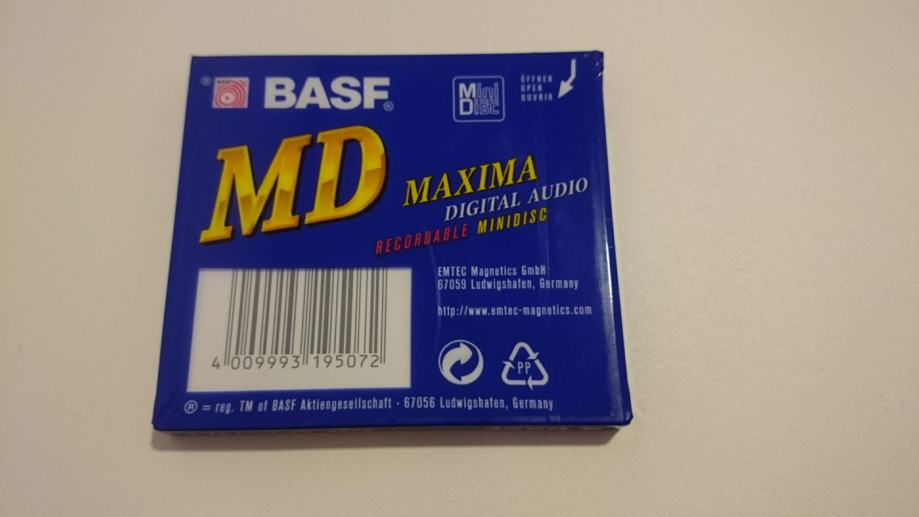 BASF®
Mini Disc
ÖFFNEN
OPEN
OUVRIR
MD
MAXIMA
DIGITAL AUDIO
RECORDABLE MINIDISC
EMTEC Magnetics GmbH
67059 Ludwigshafen, Germany
http://www.emtec-magnetics.com
4 009993 195072
PP
® = reg. TM of BASF Aktiengesellschaft - 67056 Ludwigshafen, Germany